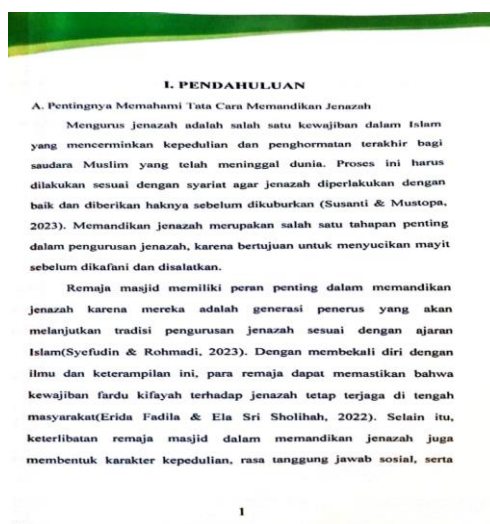 I. PENDAHULUAN
A. Pentingnya Memahami Tata Cara Memandikan Jenazah
Mengurus jenazah adalah salah satu kewajiban dalam Islam
yang mencerminkan kepedulian dan penghormatan terakhir bagi
saudara Muslim yang telah meninggal dunia. Proses ini harus
dilakukan sesuai dengan syariat agar jenazah diperlakukan dengan
baik dan diberikan haknya sebelum dikuburkan (Susanti & Mustopa,
2023). Memandikan jenazah merupakan salah satu tahapan penting
dalam pengurusan jenazah, karena bertujuan untuk menyucikan mayit
sebelum dikafani dan disalatkan.
Remaja masjid memiliki peran penting dalam memandikan
jenazah karena mereka adalah generasi penerus yang akan
melanjutkan tradisi pengurusan jenazah sesuai dengan ajaran
Islam(Syefudin & Rohmadi, 2023). Dengan membekali diri dengan
ilmu dan keterampilan ini, para remaja dapat memastikan bahwa
kewajiban fardu kifayah terhadap jenazah tetap terjaga di tengah
masyarakat(Erida Fadila & Ela Sri Sholihah, 2022). Selain itu,
keterlibatan remaja masjid dalam memandikan jenazah juga
membentuk karakter kepedulian, rasa tanggung jawab sosial, serta
1